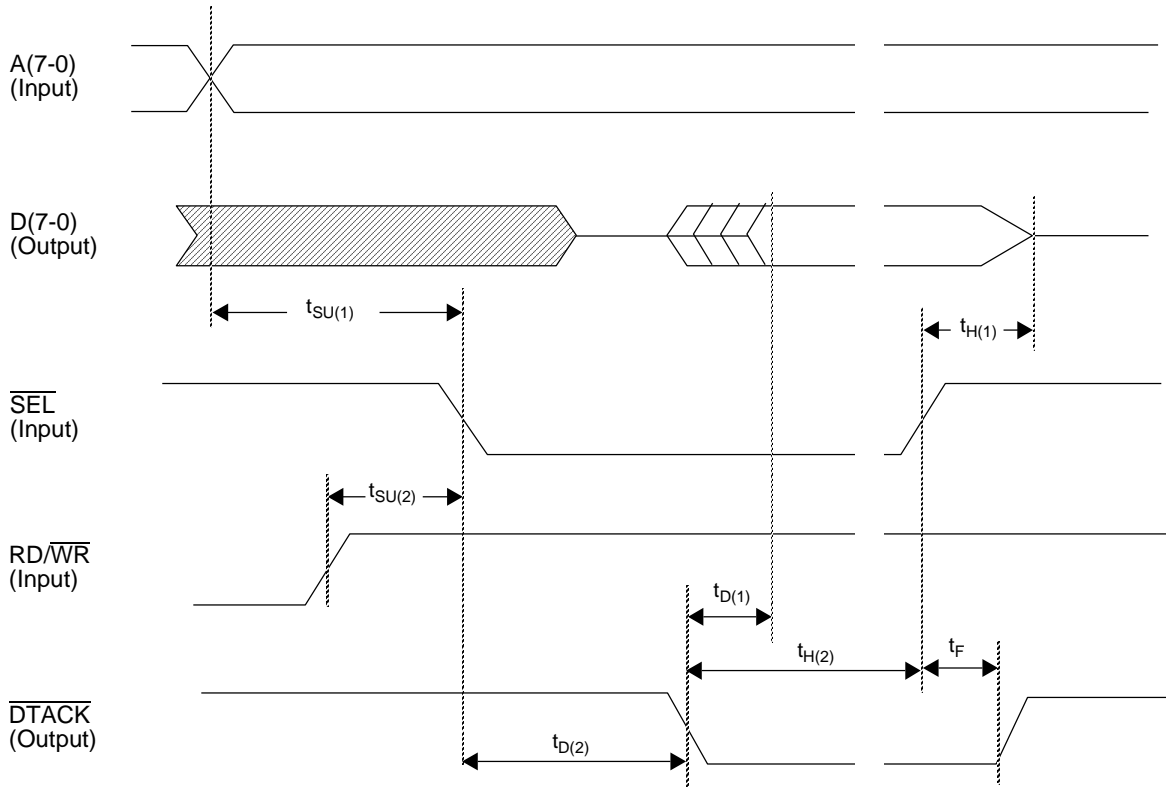 A(7-0)
(Input)
D(7-0)
(Output)
tSU(1)
tH(1)
SEL
(Input)
tSU(2)
RD/WR
(Input)
tD(1)
tH(2)
tF
DTACK
(Output)
tD(2)